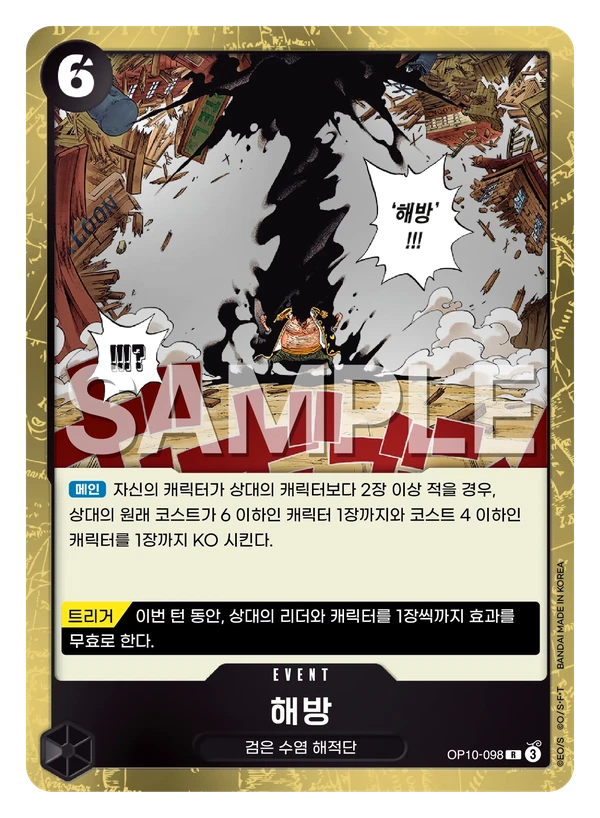 6
TEL
LOON
'해방'
!!!
!!!?
SAMPLE
메인 자신의 캐릭터가 상대의 캐릭터보다 2장 이상 적을 경우,
상대의 원래 코스트가 6 이하인 캐릭터 1장까지와 코스트 4 이하인
캐릭터를 1장까지 KO 시킨다.
트리거 이번 턴 동안, 상대의 리더와 캐릭터를 1장씩까지 효과를
무효로 한다.
EVENT
해방
검은 수염 해적단
OP10-098 R 3
©E.O/S ©O/S·F·T BANDAI MADE IN KOREA